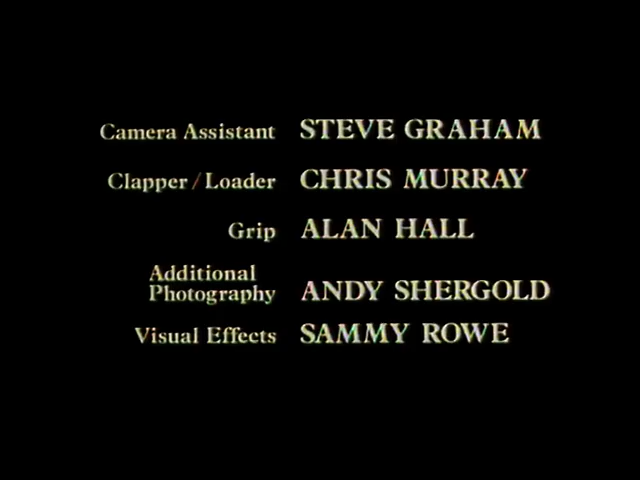 Camera Assistant STEVE GRAHAM
Clapper / Loader CHRIS MURRAY
Grip ALAN HALL
Additional
Photography ANDY SHERGOLD
Visual Effects SAMMY ROWE